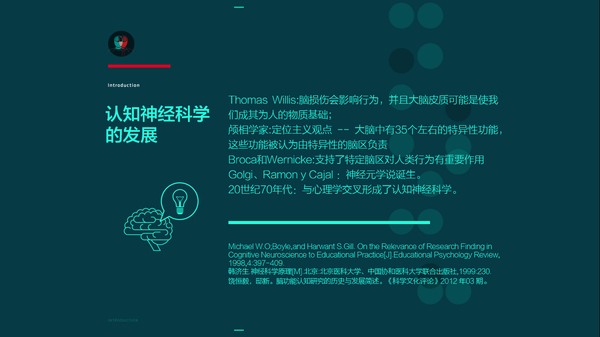 Introduction
认知神经科学
的发展
Thomas Willis:脑损伤会影响行为，并且大脑皮质可能是使我
们成其为人的物质基础；
颅相学家:定位主义观点 -- 大脑中有35个左右的特异性功能，
这些功能被认为由特异性的脑区负责
Broca和Wernicke:支持了特定脑区对人类行为有重要作用
Golgi、Ramon y Cajal ：神经元学说诞生。
20世纪70年代：与心理学交叉形成了认知神经科学。
Michael W.O,Boyle,and Harwant S.Gill. On the Relevance of Research Finding in
Cognitive Neuroscience to Educational Practice[J].Educational Psychology Review,
1998,4:397-409.
韩济生.神经科学原理[M].北京:北京医科大学、中国协和医科大学联合出版社,1999:230.
饶恒毅，邸新。脑功能认知研究的历史与发展简述。《科学文化评论》2012 年03 期。